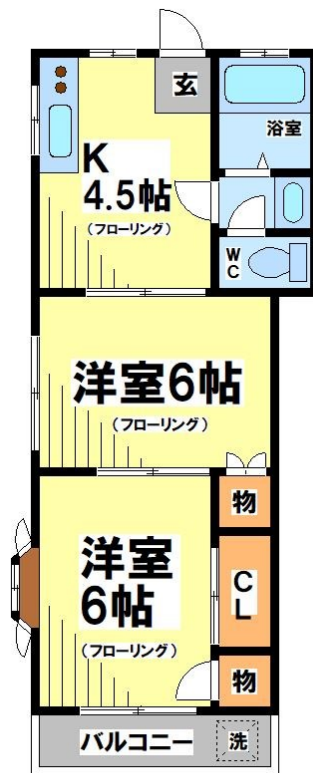 玄
浴室
K
4.5帖
(フローリング)
WC
洋室6帖
(フローリング)
物
洋室
6帖
(フローリング)
CL
物
バルコニー
洗